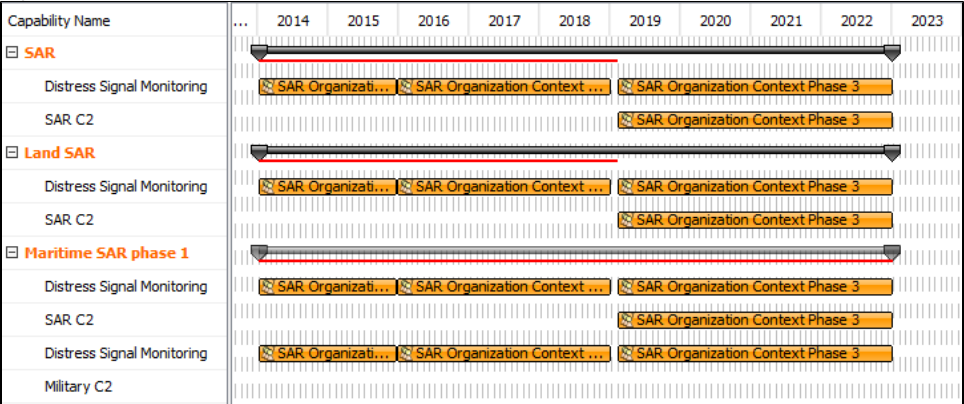 Capability Name ... 2014 2015 2016 2017 2018 2019 2020 2021 2022 2023
SAR
Distress Signal Monitoring SAR Organizati... SAR Organization Context ... SAR Organization Context Phase 3
SAR C2 SAR Organization Context Phase 3
Land SAR
Distress Signal Monitoring SAR Organizati... SAR Organization Context ... SAR Organization Context Phase 3
SAR C2 SAR Organization Context Phase 3
Maritime SAR phase 1
Distress Signal Monitoring SAR Organizati... SAR Organization Context ... SAR Organization Context Phase 3
SAR C2 SAR Organization Context Phase 3
Distress Signal Monitoring SAR Organizati... SAR Organization Context ... SAR Organization Context Phase 3
Military C2